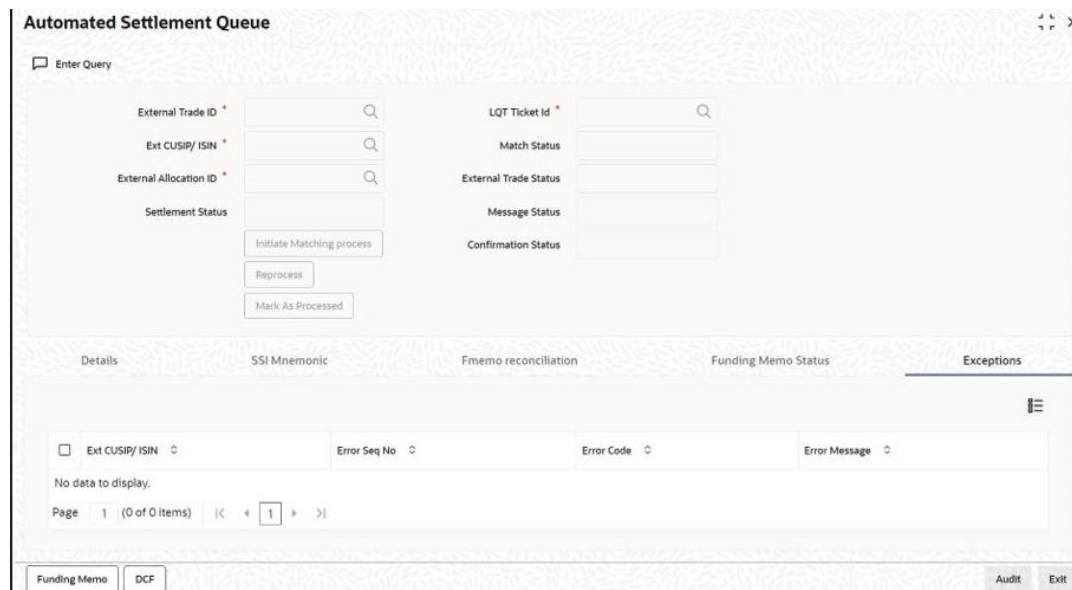 Automated Settlement Queue
Enter Query
External Trade ID *
LQT Ticket Id *
Ext CUSIP/ ISIN *
Match Status
External Allocation ID *
External Trade Status
Settlement Status
Message Status
Initiate Matching process
Confirmation Status
Reprocess
Mark As Processed
Details SSI Mnemonic Fmemo reconciliation Funding Memo Status Exceptions
Ext CUSIP/ ISIN Error Seq No Error Code Error Message
No data to display.
Page 1 (0 of 0 items) 1
Funding Memo DCF Audit Exit